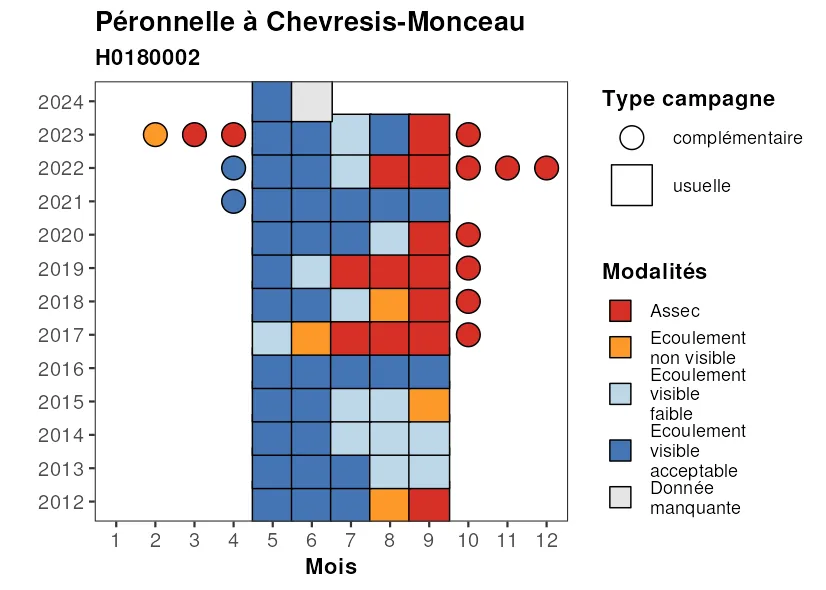 Péronnelle à Chevresis-Monceau
H0180002
2024
2023
2022
2021
2020
2019
2018
2017
2016
2015
2014
2013
2012
1 2 3 4 5 6 7 8 9 10 11 12
Mois
Type campagne
complémentaire
usuelle
Modalités
Assec
Ecoulement
non visible
Ecoulement
visible
faible
Ecoulement
visible
acceptable
Donnée
manquante